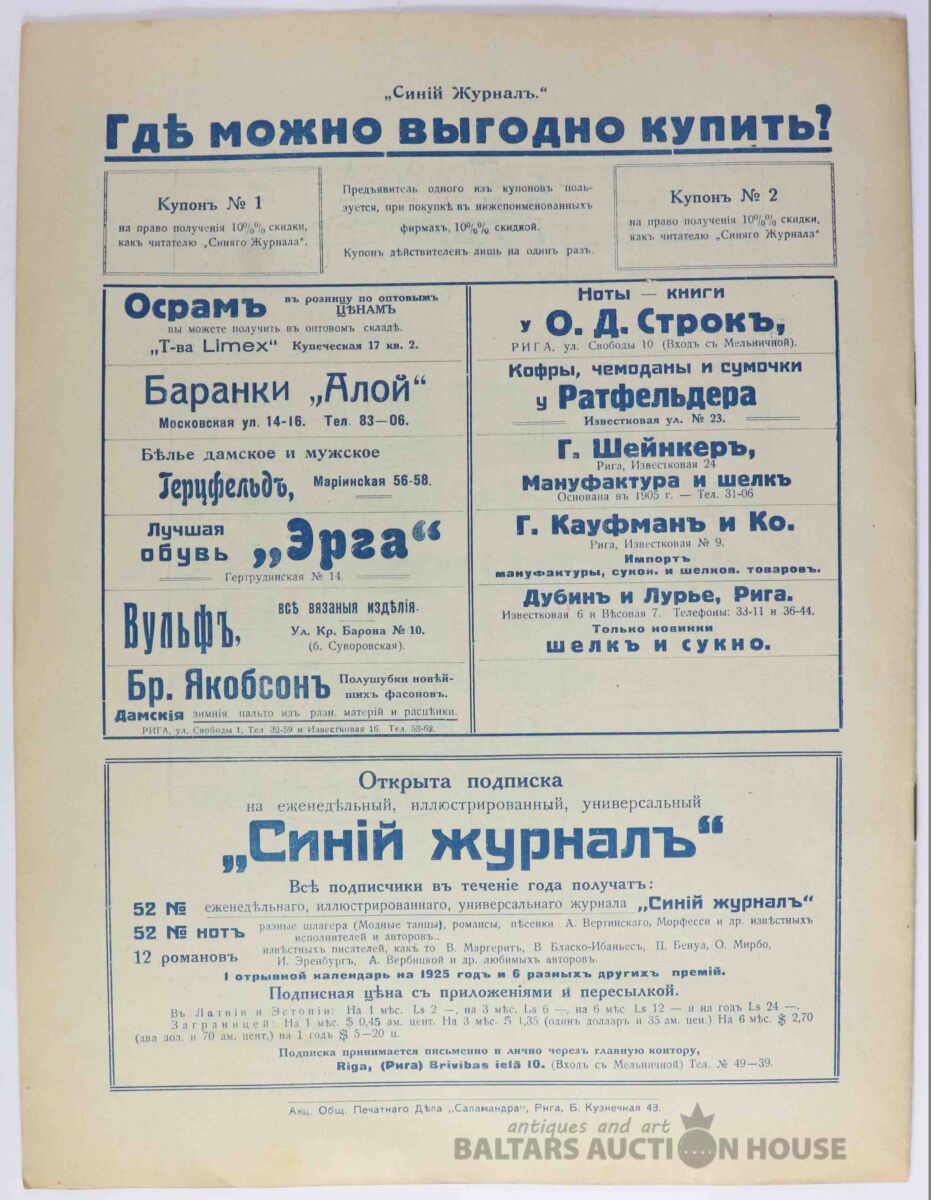 „Синій Журналъ.“
Гдѣ можно выгодно купить?
Купонъ № 1
на право полученія 10%% скидки,
какъ читателю „Синяго Журнала“.
Предъявитель одного изъ купоновъ поль-
зуется, при покупкѣ въ нижепоименованныхъ
фирмахъ, 10%% скидкой.
Купонъ дѣйствителенъ лишь на одинъ разъ.
Купонъ № 2
на право полученія 10%% скидки,
какъ читателю „Синяго Журнала“
Осрамъ въ розницу по оптовымъ
ЦѢНАМЪ
вы можете получить въ оптовомъ складѣ.
„Т-ва Limex“ Купеческая 17 кв. 2.
Баранки „Алой“
Московская ул. 14-16. Тел. 83—06.
Бѣлье дамское и мужское
Герцфельдъ, Маріинская 56-58.
Лучшая
обувь „Эрга“
Гертрудинская № 14.
Вульфъ, всѣ вязаныя издѣлія.
Ул. Кр. Барона № 10.
(б. Суворовская).
Бр. Якобсонъ Полушубки новѣй-
шихъ фасоновъ.
Дамскія зимнія пальто изъ разн. матерій и расцѣнки.
РИГА, ул. Свободы 1, Тел 32-59 и Известковая 16. Тел. 53-62.
Ноты — книги
у О. Д. Строкъ,
РИГА, ул. Свободы 10 (Входъ съ Мельничной).
Кофры, чемоданы и сумочки
у Ратфельдера
Известковая ул. № 23.
Г. Шейнкеръ,
Рига, Известковая 24
Мануфактура и шелкъ
Основана въ 1905 г. — Тел. 31-06
Г. Кауфманъ и Ко.
Рига, Известковая № 9.
Импортъ
мануфактуры, сукон. и шелков. товаровъ.
Дубинъ и Лурье, Рига.
Известковая 6 и Вѣсовая 7. Телефоны: 33-11 и 36-44.
Только новинки
шелкъ и сукно.
Открыта подписка
на еженедѣльный, иллюстрированный, универсальный
„Синій журналъ“
Всѣ подписчики въ теченіе года получатъ:
52 № еженедѣльнаго, иллюстрированнаго, универсальнаго журнала „Синій журналъ“
52 № нотъ разные шлагера (Модные танцы), романсы, пѣсенки А. Вертинскаго, Морфесси и др. извѣстныхъ
исполнителей и авторовъ..
12 романовъ извѣстныхъ писателей, какъ то В. Маргеритъ, В Бласко-Ибаньесъ, П. Бенуа, О. Мирбо,
И. Эренбургъ, А. Вербицкой и др. любимыхъ авторовъ.
1 отрывной календарь на 1925 годъ и 6 разныхъ другихъ премій.
Подписная цѣна съ приложеніями и пересылкой.
Въ Латвіи и Эстоніи: На 1 мѣс. Ls 2 —, на 3 мѣс. Ls 6 —, на 6 мѣс. Ls 12 — и на годъ Ls 24 —.
Заграницей: На 1 мѣс. $ 0,45 ам. цент. На 3 мѣс. $ 1,35 (одинъ долларъ и 35 ам. цен.) На 6 мѣс. $ 2,70
(два дол. и 70 ам. цент.) на 1 годъ $ 5—20 ц.
Подписка принимается письменно и лично черезъ главную контору,
Riga, (Рига) Brivibas ielā 10. (Входъ съ Мельничной) Тел. № 49—39.
Акц. Общ. Печатнаго Дѣла „Саламандра“, Рига, Б. Кузнечная 43.
antiques and art
BALTARS AUCTION HOUSE